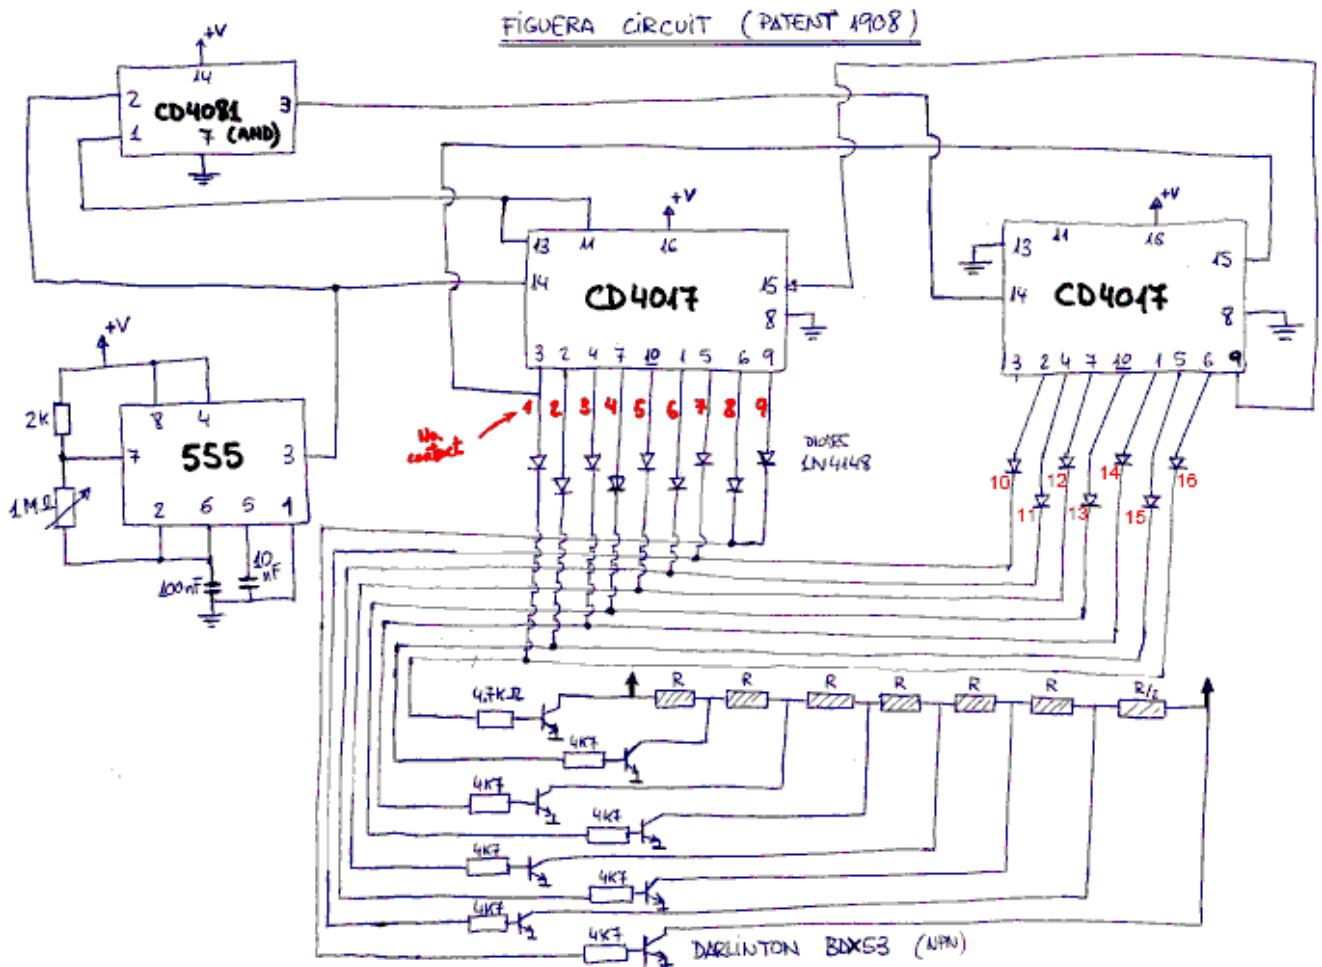 FiGUERA CiRCUiT (PATENT 1908)
+V
14
2
CD4081
3
1
7 (AND)
+V
13
11
16
14
CD4017
15
8
3 2 4 7 10 1 5 6 9
1 2 3 4 5 6 7 8 9
No contact
DIODES
1N4148
+V
13
11
16
15
14
CD4017
8
3 2 4 7 10 1 5 6 9
10 11 12 13 14 15 16
+V
2K
8
4
7
555
3
1MΩ
2
6
5
1
100nF
10 nF
R R R R R R R/2
4.7KΩ
4K7
4K7
4K7
4K7
4K7
4K7
4K7
DARLINTON BDX53 (NPN)